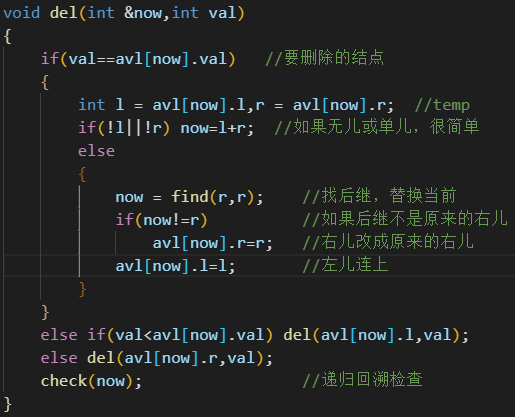 void del(int &now,int val)
{
    if(val==avl[now].val)   //要删除的结点
    {
        int l = avl[now].l,r = avl[now].r;  //temp
        if(!l||!r) now=l+r;  //如果无儿或单儿，很简单
        else
        {
            now = find(r,r);    //找后继，替换当前
            if(now!=r)          //如果后继不是原来的右儿
                avl[now].r=r;   //右儿改成原来的右儿
            avl[now].l=l;       //左儿连上
        }
    }
    else if(val<avl[now].val) del(avl[now].l,val);
    else del(avl[now].r,val);
    check(now);                 //递归回溯检查
}